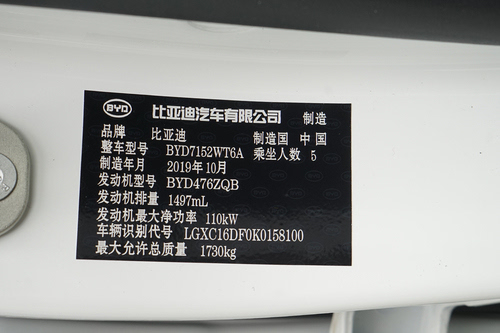 BYD 比亚迪汽车有限公司 制造
品牌 比亚迪 制造国 中国
整车型号 BYD7152WT6A 乘坐人数 5
制造年月 2019年10月
发动机型号 BYD476ZQB
发动机排量 1497mL
发动机最大净功率 110kW
车辆识别代号 LGXC16DF0K0158100
最大允许总质量 1730kg